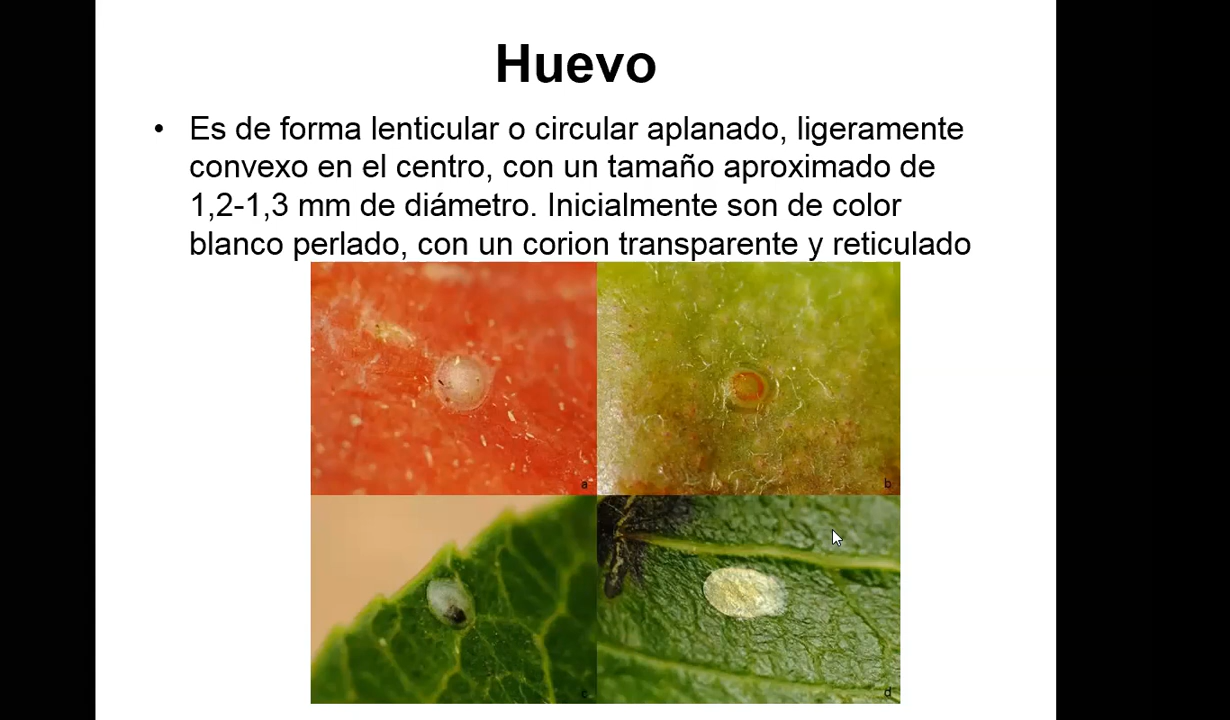 Huevo
• Es de forma lenticular o circular aplanado, ligeramente
convexo en el centro, con un tamaño aproximado de
1,2-1,3 mm de diámetro. Inicialmente son de color
blanco perlado, con un corion transparente y reticulado
a
b
c
d